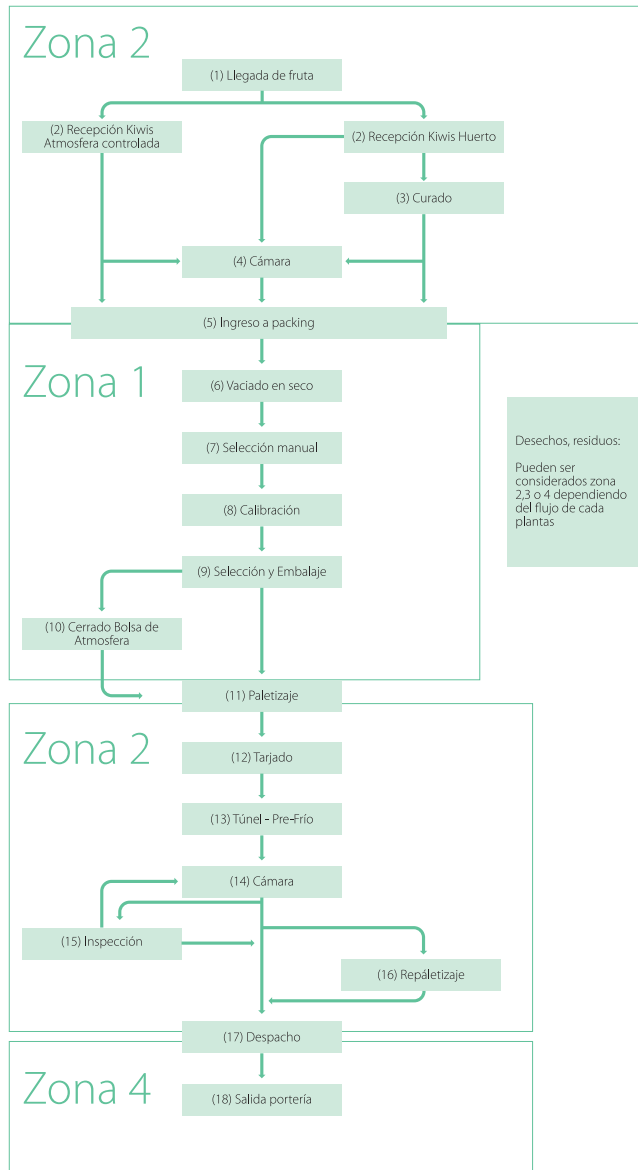 Zona 2
(1) Llegada de fruta
(2) Recepción Kiwis
Atmosfera controlada
(2) Recepción Kiwis Huerto
(3) Curado
(4) Cámara
(5) Ingreso a packing
Zona 1
(6) Vaciado en seco
(7) Selección manual
(8) Calibración
(9) Selección y Embalaje
(10) Cerrado Bolsa de
Atmosfera
Desechos, residuos:
Pueden ser
considerados zona
2,3 o 4 dependiendo
del flujo de cada
plantas
(11) Paletizaje
Zona 2
(12) Tarjado
(13) Túnel - Pre-Frío
(14) Cámara
(15) Inspección
(16) Repáletizaje
(17) Despacho
Zona 4
(18) Salida portería